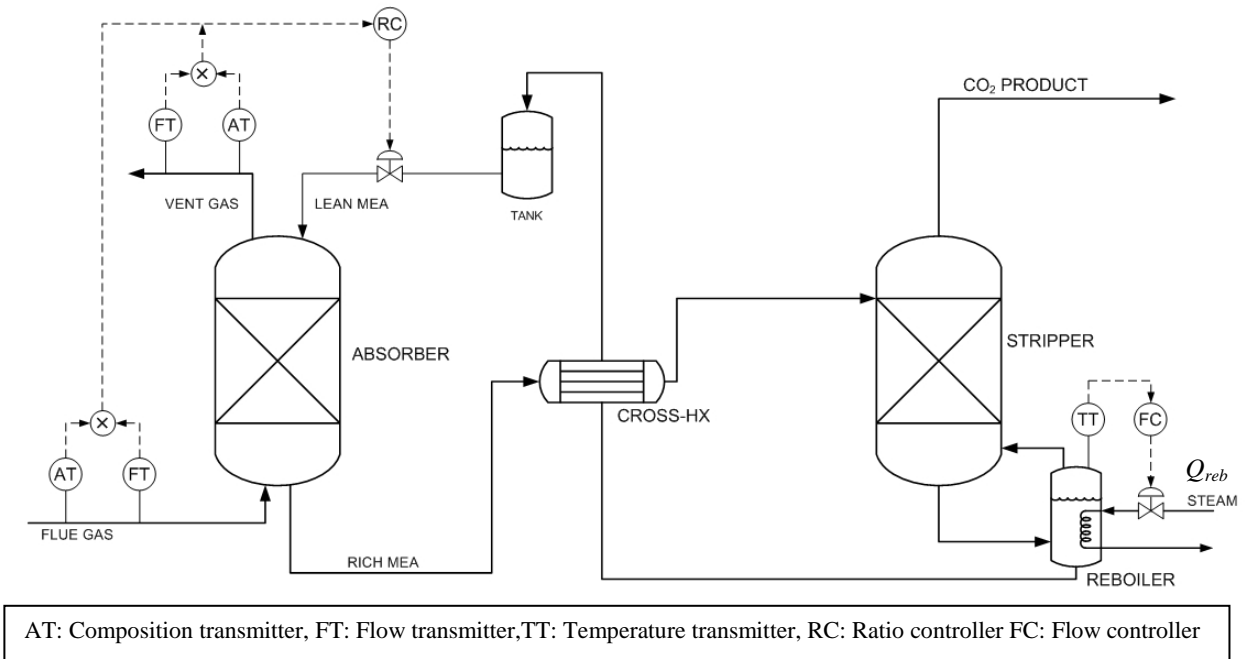 RC
×
FT
AT
CO₂ PRODUCT
VENT GAS
LEAN MEA
TANK
ABSORBER
STRIPPER
CROSS-HX
×
AT
FT
TT
FC
Qreb
STEAM
FLUE GAS
RICH MEA
REBOILER
AT: Composition transmitter, FT: Flow transmitter,TT: Temperature transmitter, RC: Ratio controller FC: Flow controller